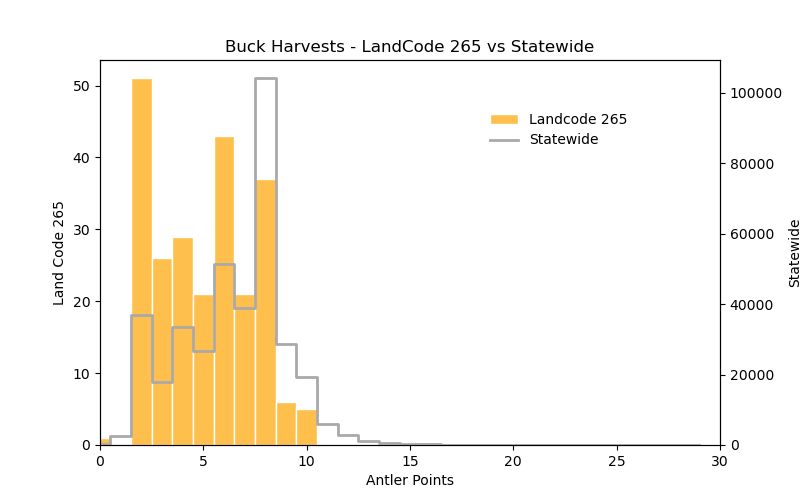 Buck Harvests - LandCode 265 vs Statewide
Landcode 265
Statewide
Land Code 265
50
40
30
20
10
0
100000
80000
60000
40000
20000
0
Statewide
0 5 10 15 20 25 30
Antler Points